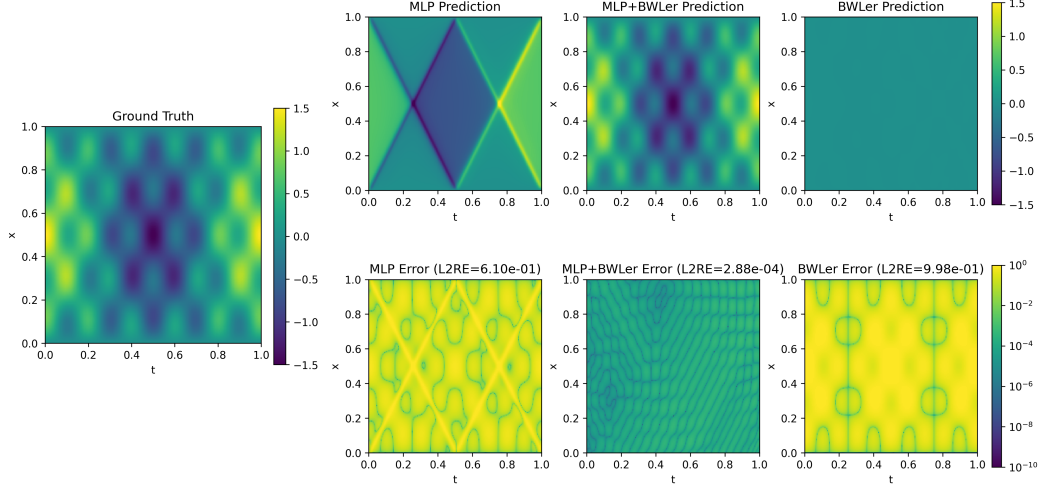 Ground Truth
1.0
0.8
0.6
0.4
0.2
0.0
x
0.0 0.2 0.4 0.6 0.8 1.0
t
1.5
1.0
0.5
0.0
−0.5
−1.0
−1.5
MLP Prediction
1.0
0.8
0.6
0.4
0.2
0.0
x
0.0 0.2 0.4 0.6 0.8 1.0
t
MLP+BWLer Prediction
1.0
0.8
0.6
0.4
0.2
0.0
x
0.0 0.2 0.4 0.6 0.8 1.0
t
BWLer Prediction
1.0
0.8
0.6
0.4
0.2
0.0
x
0.0 0.2 0.4 0.6 0.8 1.0
t
1.5
1.0
0.5
0.0
−0.5
−1.0
−1.5
MLP Error (L2RE=6.10e-01)
1.0
0.8
0.6
0.4
0.2
0.0
x
0.0 0.2 0.4 0.6 0.8 1.0
t
MLP+BWLer Error (L2RE=2.88e-04)
1.0
0.8
0.6
0.4
0.2
0.0
x
0.0 0.2 0.4 0.6 0.8 1.0
t
BWLer Error (L2RE=9.98e-01)
1.0
0.8
0.6
0.4
0.2
0.0
x
0.0 0.2 0.4 0.6 0.8 1.0
t
10⁰
10⁻²
10⁻⁴
10⁻⁶
10⁻⁸
10⁻¹⁰